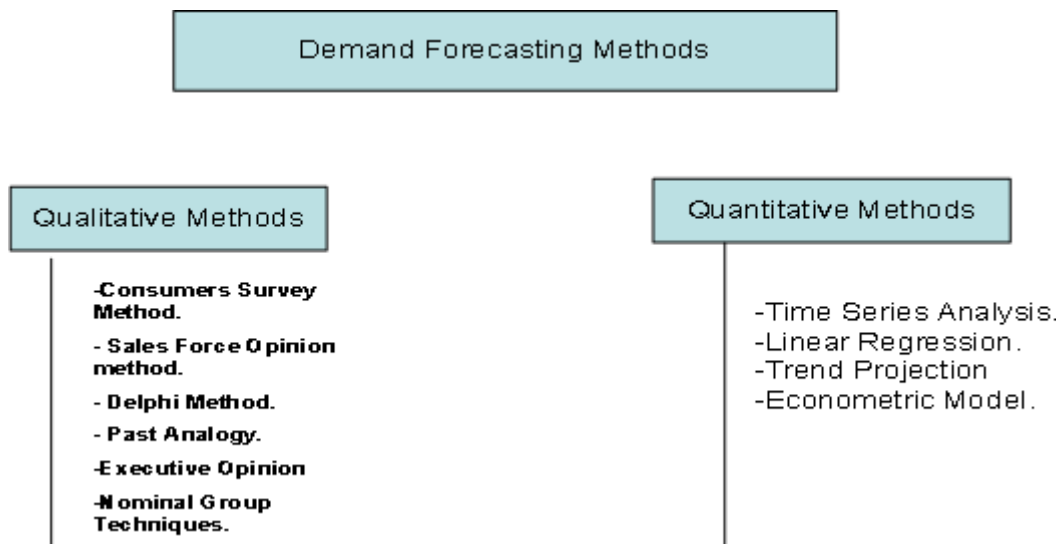 Demand Forecasting Methods
Qualitative Methods
-Consumers Survey
Method.
- Sales Force Opinion
method.
- Delphi Method.
- Past Analogy.
-Executive Opinion
-Nominal Group
Techniques.
Quantitative Methods
-Time Series Analysis.
-Linear Regression.
-Trend Projection
-Econometric Model.